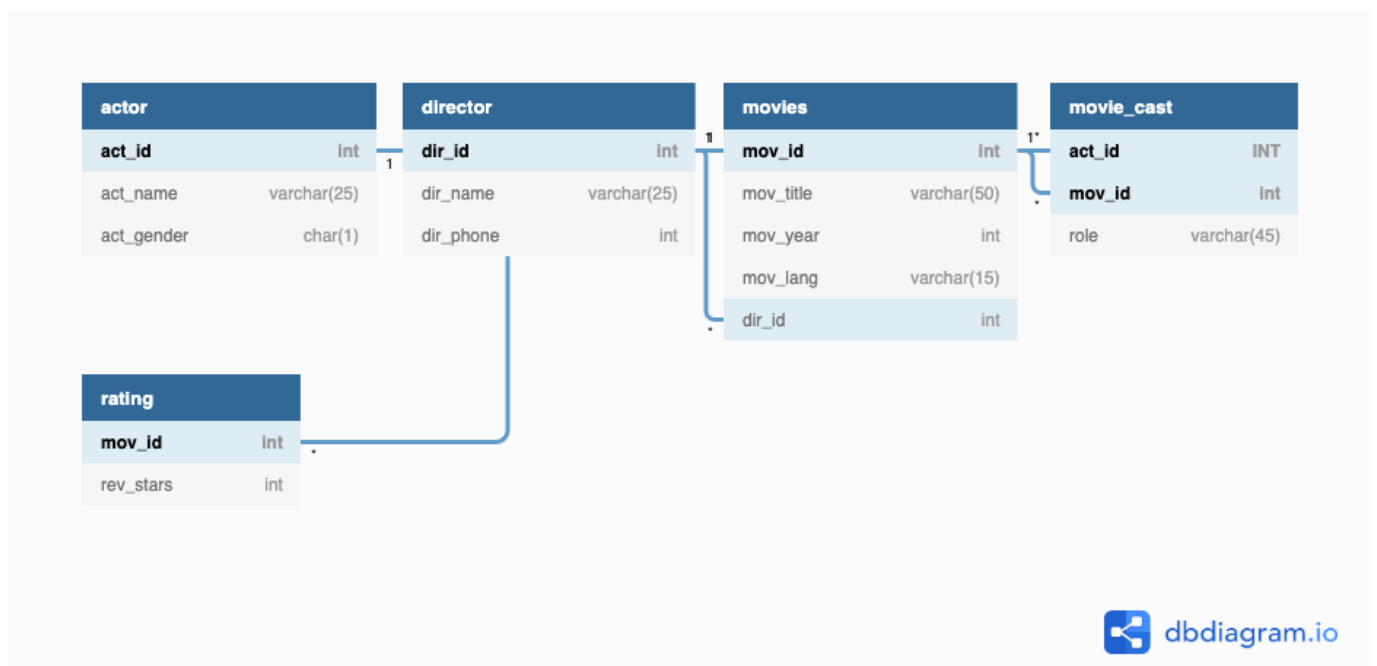 actor
act_id int
act_name varchar(25)
act_gender char(1)
1
director
dir_id int
dir_name varchar(25)
dir_phone int
1
1
*
movies
mov_id int
mov_title varchar(50)
mov_year int
mov_lang varchar(15)
dir_id int
1
*
*
movie_cast
act_id INT
mov_id int
role varchar(45)
rating
mov_id int
rev_stars int
*
dbdiagram.io